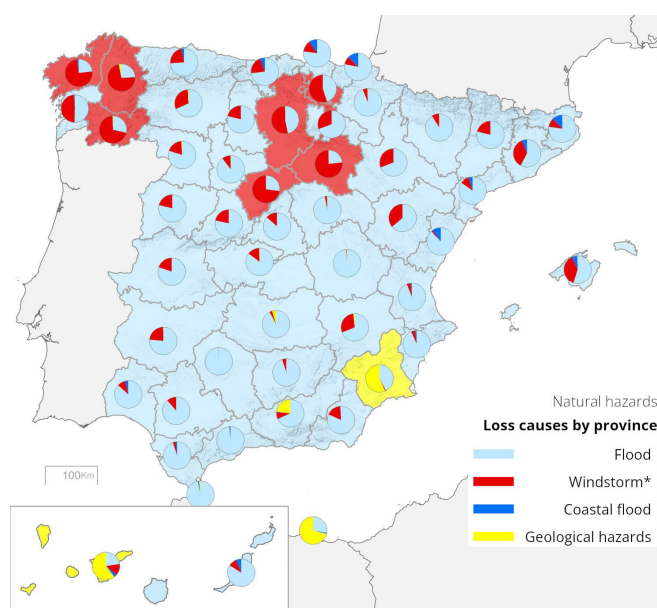 Natural hazards
Loss causes by province
Flood
Windstorm*
Coastal flood
Geological hazards
100Km